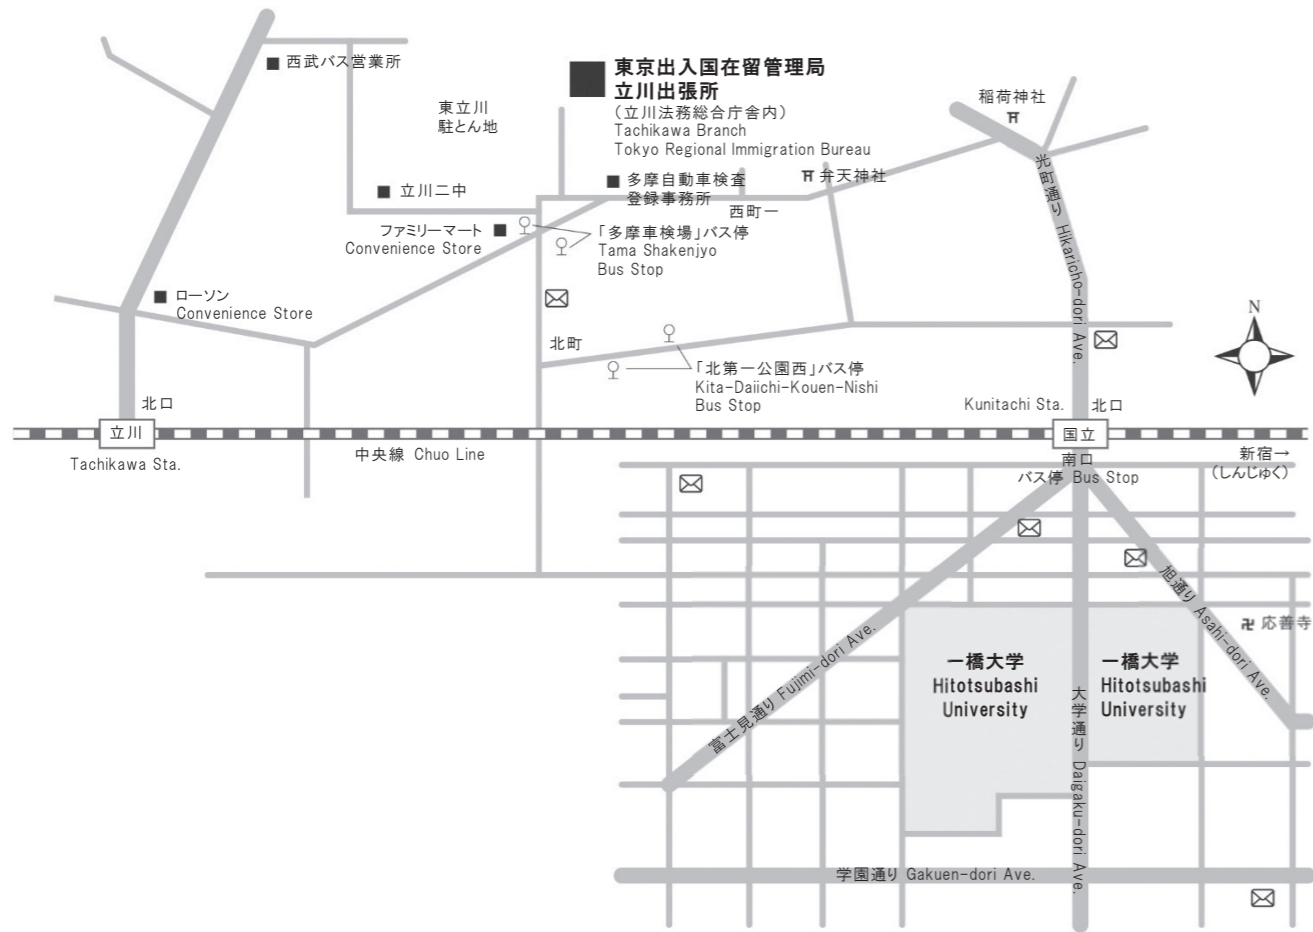 西武バス営業所
東京出入国在留管理局
立川出張所
(立川法務総合庁舎内)
Tachikawa Branch
Tokyo Regional Immigration Bureau
東立川
駐とん地
稲荷神社
立川二中
多摩自動車検査
登録事務所
弁天神社
西町一
ファミリーマート
Convenience Store
「多摩車検場」バス停
Tama Shakenjyo
Bus Stop
光町通り Hikaricho-dori Ave.
ローソン
Convenience Store
北町
「北第一公園西」バス停
Kita-Daiichi-Kouen-Nishi
Bus Stop
N
北口
立川
Tachikawa Sta.
中央線 Chuo Line
Kunitachi Sta.
北口
国立
南口
バス停 Bus Stop
新宿→
(しんじゅく)
富士見通り Fujimi-dori Ave.
旭通り Asahi-dori Ave.
卍 応善寺
一橋大学
Hitotsubashi
University
一橋大学
Hitotsubashi
University
大学通り Daigaku-dori Ave.
学園通り Gakuen-dori Ave.